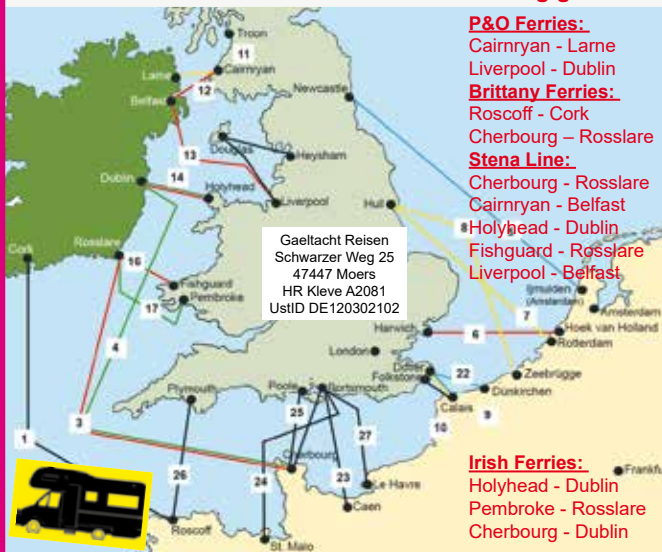 P&O Ferries:
Cairnryan - Larne
Liverpool - Dublin
Brittany Ferries:
Roscoff - Cork
Cherbourg – Rosslare
Stena Line:
Cherbourg - Rosslare
Cairnryan - Belfast
Holyhead - Dublin
Fishguard - Rosslare
Liverpool - Belfast
Troon
11
Larne
Cairnryan
12
Belfast
Newcastle
13
Douglas
Heysham
14
Dublin
Holyhead
Liverpool
Hull
8
Gaeltacht Reisen
Schwarzer Weg 25
47447 Moers
HR Kleve A2081
UstID DE120302102
Cork
Rosslare
16
Fishguard
Pembroke
17
Ijmuiden
(Amsterdam)
Amsterdam
7
Harwich
6
Hoek van Holland
Rotterdam
4
London
Dover
Folkstone
22
Zeebrügge
Dünkirchen
Calais
9
10
Plymouth
Poole
Portsmouth
25
3
27
1
Cherbourg
26
24
23
Le Havre
Caen
Roscoff
St. Malo
Irish Ferries:
Frankfu
Holyhead - Dublin
Pembroke - Rosslare
Cherbourg - Dublin